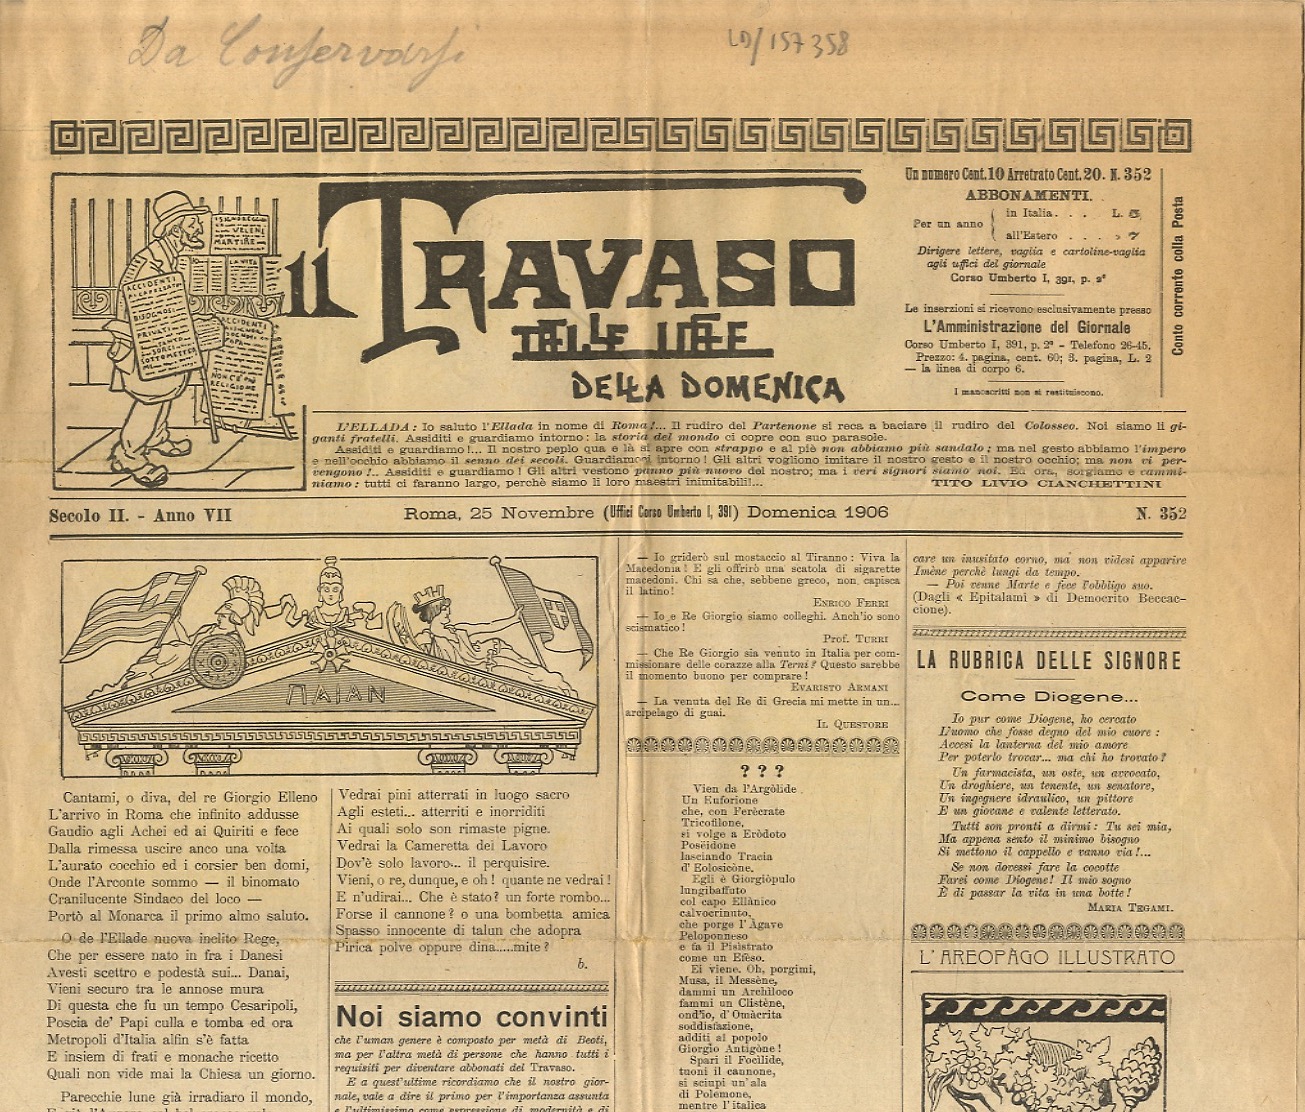 Da Conservarsi
LD/157358
Un numero Cent. 10 Arretrato Cent. 20. N. 352
ABBONAMENTI.
Per un anno
in Italia . . . L. 5
all'Estero . . . . » 7
Dirigere lettere, vaglia e cartoline-vaglia
agli uffici del giornale
Corso Umberto I, 391, p. 2º
Le inserzioni si ricevono esclusivamente presso
L'Amministrazione del Giornale
Corso Umberto I, 391, p. 2º - Telefono 26-45.
Prezzo: 4. pagina, cent. 60; 3. pagina, L. 2
— la linea di corpo 6.
I manoscritti non si restituiscono.
Conto corrente colla Posta
VELENI
MARTIRE
LA VITA
ACCIDENTI
BISOGNOSI
PRIVATI
SOTTOMETTER
ACCIDENTI
NON C'È PIÙ
RELIGIONE
Il TRAVASO
DELLE IDEE
DELLA DOMENICA
L'ELLADA: Io saluto l'Ellada in nome di Roma!... Il rudiro del Partenone si reca a baciare il rudiro del Colosseo. Noi siamo li gi-
ganti fratelli. Assiditi e guardiamo intorno: la storia del mondo ci copre con suo parasole.
Assiditi e guardiamo!... Il nostro peplo qua e là si apre con strappo e al piè non abbiamo più sandalo; ma nel gesto abbiamo l'impero
e nell'occhio abbiamo il senno dei secoli. Guardiamoci intorno! Gli altri vogliono imitare il nostro gesto e il nostro occhio; ma non vi per-
vengono!.. Assiditi e guardiamo! Gli altri vestono panno più nuovo del nostro; ma i veri signori siamo noi. Ed ora, sorgiamo e cammi-
niamo: tutti ci faranno largo, perchè siamo li loro maestri inimitabili!...
TITO LIVIO CIANCHETTINI
Secolo II. - Anno VII
Roma, 25 Novembre (Uffici Corso Umberto I, 391) Domenica 1906
N. 352
ΠΑΙΑΝ
Cantami, o diva, del re Giorgio Elleno
L'arrivo in Roma che infinito addusse
Gaudio agli Achei ed ai Quiriti e fece
Dalla rimessa uscire anco una volta
L'aurato cocchio ed i corsier ben domi,
Onde l'Arconte sommo — il binomato
Cranilucente Sindaco del loco —
Portò al Monarca il primo almo saluto.
O de l'Ellade nuova inclito Rege,
Che per essere nato in fra i Danesi
Avesti scettro e podestà sui... Danai,
Vieni securo tra le annose mura
Di questa che fu un tempo Cesaripoli,
Poscia de' Papi culla e tomba ed ora
Metropoli d'Italia alfin s'è fatta
E insiem di frati e monache ricetto
Quali non vide mai la Chiesa un giorno.
Parecchie lune già irradiaro il mondo,
Vedrai pini atterrati in luogo sacro
Agli esteti... atterriti e inorriditi
Ai quali solo son rimaste pigne.
Vedrai la Cameretta dei Lavoro
Dov'è solo lavoro... il perquisire.
Vieni, o re, dunque, e oh! quante ne vedrai!
E n'udirai... Che è stato? un forte rombo...
Forse il cannone? o una bombetta amica
Spasso innocente di talun che adopra
Pirica polve oppure dina.....mite?
b.
Noi siamo convinti
che l'uman genere è composto per metà di Beoti,
ma per l'altra metà di persone che hanno tutti i
requisiti per diventare abbonati del Travaso.
E a quest'ultime ricordiamo che il nostro gior-
nale, vale a dire il primo per l'importanza assunta
e l'ultimissimo come espressione di modernità e di
— Io griderò sul mostaccio al Tiranno: Viva la
Macedonia! E gli offrirò una scatola di sigarette
macedoni. Chi sa che, sebbene greco, non capisca
il latino!
ENRICO FERRI
— Io e Re Giorgio siamo colleghi. Anch'io sono
scismatico!
Prof. TURRI
— Che Re Giorgio sia venuto in Italia per com-
missionare delle corazze alla Terni? Questo sarebbe
il momento buono per comprare!
EVARISTO ARMANI
— La venuta del Re di Grecia mi mette in un...
arcipelago di guai.
IL QUESTORE
? ? ?
Vien da l'Argòlide
Un Euforione
che, con Ferècrate
Tricofilone,
si volge a Eròdoto
Poseidone
lasciando Tracia
d'Eolosicòne.
Egli è Giorgiòpulo
lungibaffuto
col capo Ellànico
calvocrinuto,
che porge l'Àgave
Peloponneso
e fa il Pisistrato
come un Efèso.
Ei viene. Oh, porgimi,
Musa, il Messène,
dammi un Archiloco
fammi un Clistène,
ond'io, d'Omàcrita
soddisfazione,
additi al popolo
Giorgio Antigòne!
Spari il Focilide,
tuoni il cannone,
si sciupi un'ala
di Polemone,
mentre l'italica
care un inusitato corno, ma non videsi apparire
Imène perchè lungi da tempo.
— Poi venne Marte e fece l'obbligo suo.
(Dagli « Epitalami » di Democrito Beccac-
cione).
LA RUBRICA DELLE SIGNORE
Come Diogene...
Io pur come Diogene, ho cercato
L'uomo che fosse degno del mio cuore:
Accesi la lanterna del mio amore
Per poterlo trovar... ma chi ho trovato?
Un farmacista, un oste, un avvocato,
Un droghiere, un tenente, un senatore,
Un ingegnere idraulico, un pittore
E un giovane e valente letterato.
Tutti son pronti a dirmi: Tu sei mia,
Ma appena sento il minimo bisogno
Si mettono il cappello e vanno via!...
Se non dovessi fare la cocotte
Farei come Diogene! Il mio sogno
È di passar la vita in una botte!
MARIA TEGAMI.
L'AREOPAGO ILLUSTRATO